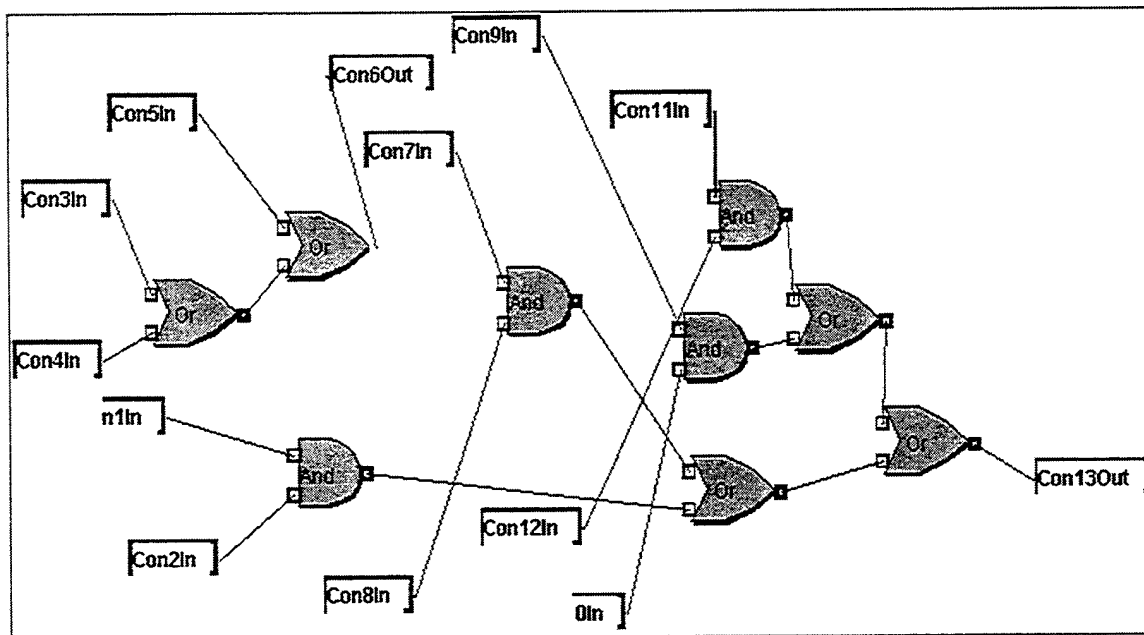 Con9In
Con6Out
Con5In
Con11In
Con7In
Con3In
And
Or
And
Or
Or
And
Con4In
n1In
Or
And
Or
Con13Out
Con12In
Con2In
Con8In
0In